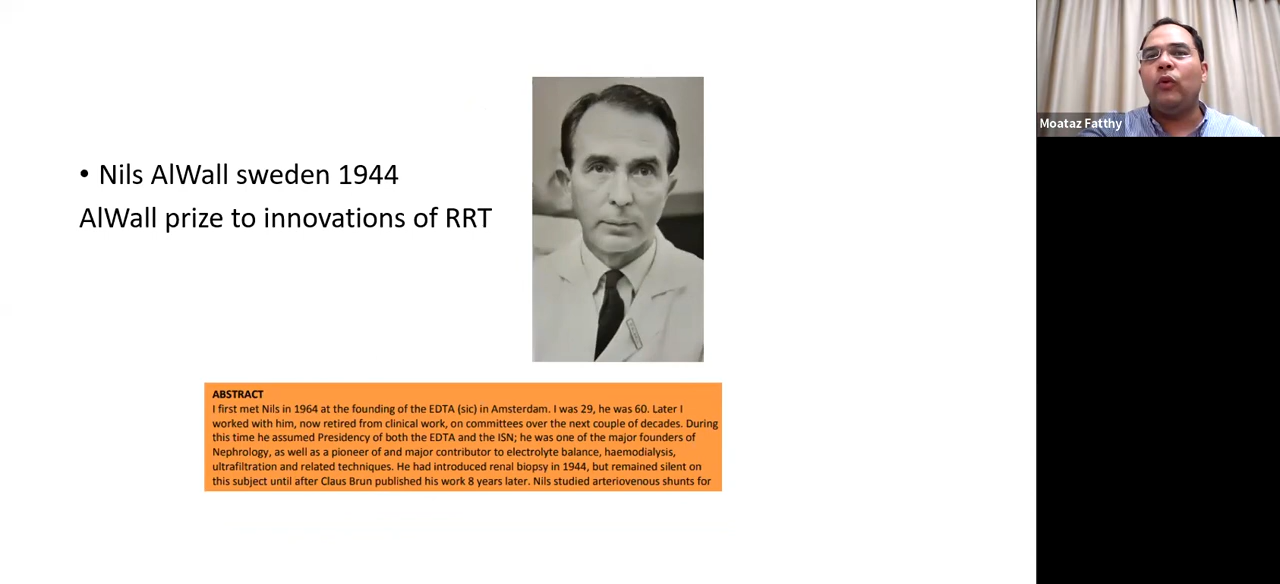 • Nils AlWall sweden 1944
AlWall prize to innovations of RRT
ABSTRACT
I first met Nils in 1964 at the founding of the EDTA (sic) in Amsterdam. I was 29, he was 60. Later I
worked with him, now retired from clinical work, on committees over the next couple of decades. During
this time he assumed Presidency of both the EDTA and the ISN; he was one of the major founders of
Nephrology, as well as a pioneer of and major contributor to electrolyte balance, haemodialysis,
ultrafiltration and related techniques. He had introduced renal biopsy in 1944, but remained silent on
this subject until after Claus Brun published his work 8 years later. Nils studied arteriovenous shunts for
Moataz Fatthy